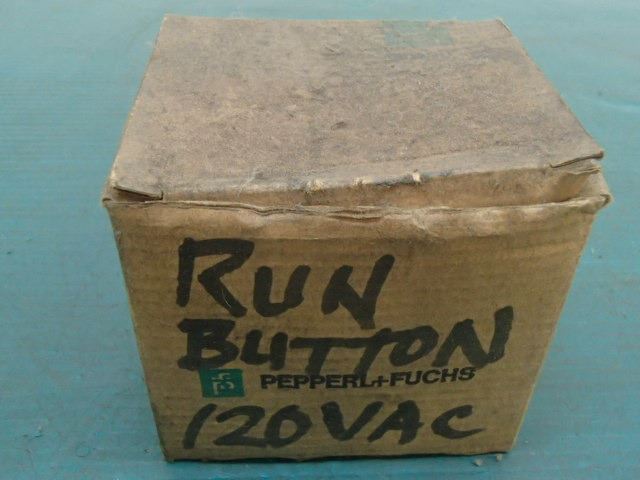 RUN
BUTTON
PEPPERL+FUCHS
120VAC